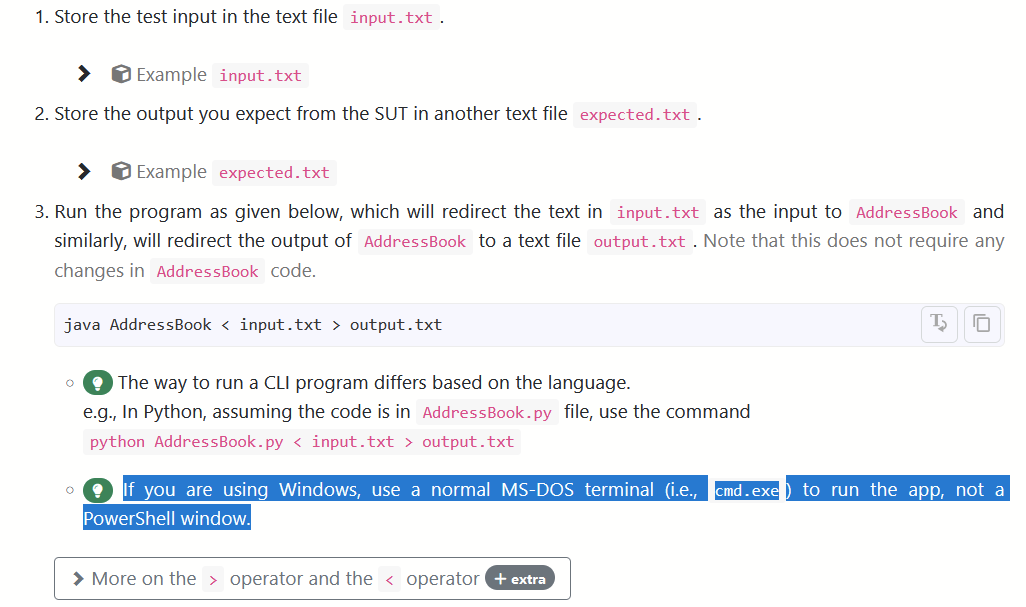 1. Store the test input in the text file input.txt.
Example input.txt
2. Store the output you expect from the SUT in another text file expected.txt.
Example expected.txt
3. Run the program as given below, which will redirect the text in input.txt as the input to AddressBook and
similarly, will redirect the output of AddressBook to a text file output.txt. Note that this does not require any
changes in AddressBook code.
java AddressBook < input.txt > output.txt
The way to run a CLI program differs based on the language.
e.g., In Python, assuming the code is in AddressBook.py file, use the command
python AddressBook.py < input.txt > output.txt
If you are using Windows, use a normal MS-DOS terminal (i.e., cmd.exe) to run the app, not a
PowerShell window.
More on the > operator and the < operator + extra